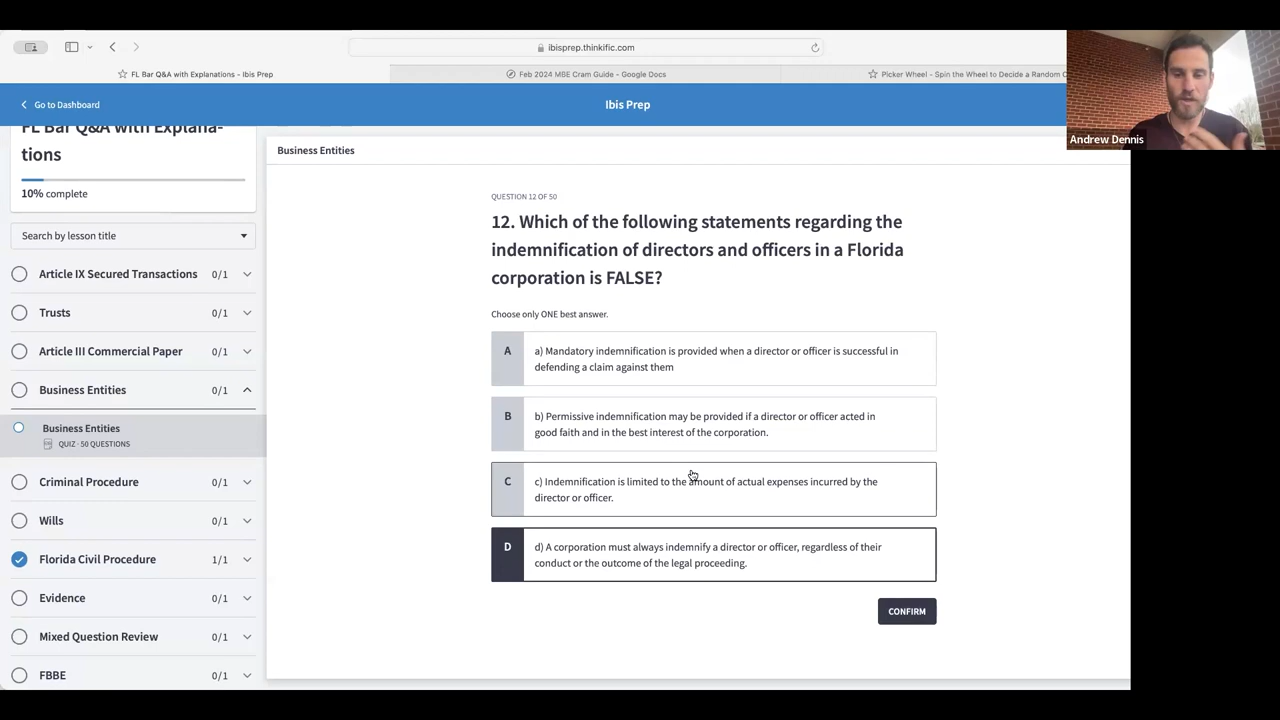 ibisprep.thinkific.com
FL Bar Q&A with Explanations - Ibis Prep
Feb 2024 MBE Cram Guide - Google Docs
Picker Wheel - Spin the Wheel to Decide a Random C
Andrew Dennis
Go to Dashboard
Ibis Prep
FL Bar Q&A with Explana-
tions
10% complete
Search by lesson title
Article IX Secured Transactions 0/1
Trusts 0/1
Article III Commercial Paper 0/1
Business Entities 0/1
Business Entities
QUIZ · 50 QUESTIONS
Criminal Procedure 0/1
Wills 0/1
Florida Civil Procedure 1/1
Evidence 0/1
Mixed Question Review 0/1
FBBE 0/1
Business Entities
QUESTION 12 OF 50
12. Which of the following statements regarding the
indemnification of directors and officers in a Florida
corporation is FALSE?
Choose only ONE best answer.
A a) Mandatory indemnification is provided when a director or officer is successful in
defending a claim against them
B b) Permissive indemnification may be provided if a director or officer acted in
good faith and in the best interest of the corporation.
C c) Indemnification is limited to the amount of actual expenses incurred by the
director or officer.
D d) A corporation must always indemnify a director or officer, regardless of their
conduct or the outcome of the legal proceeding.
CONFIRM